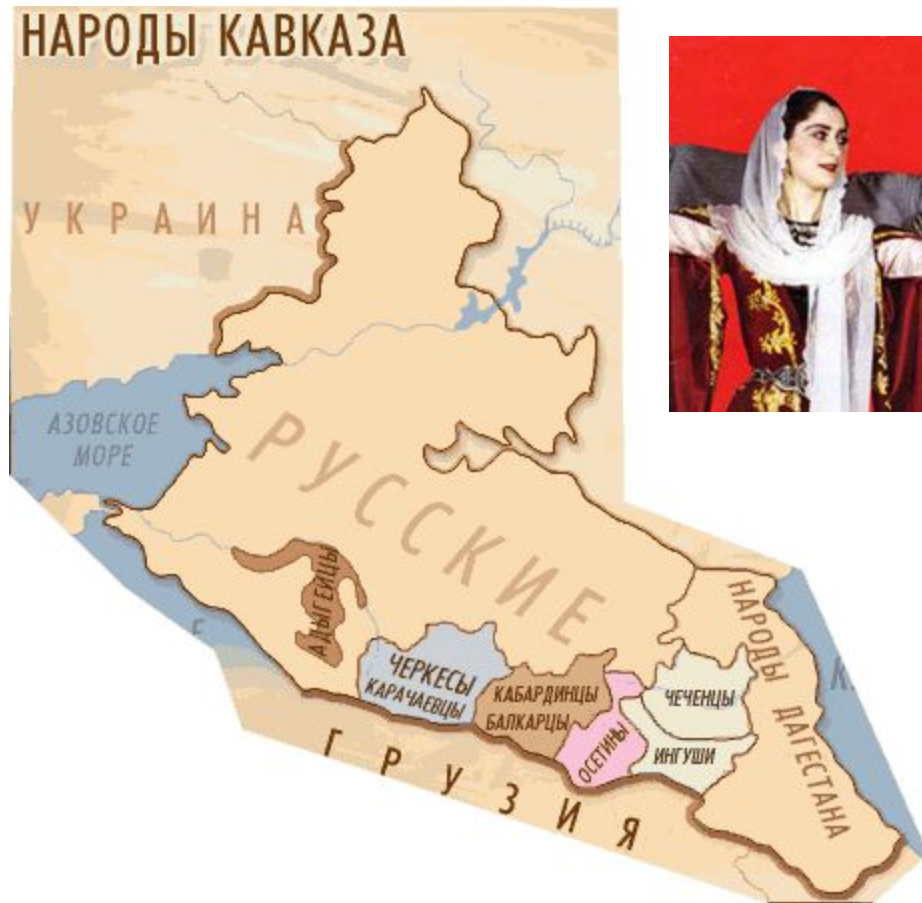 НАРОДЫ КАВКАЗА
УКРАИНА
АЗОВСКОЕ
МОРЕ
РУССКИЕ
АДЫГЕЙЦЫ
ЧЕРКЕСЫ
КАРАЧАЕВЦЫ
КАБАРДИНЦЫ
БАЛКАРЦЫ
ОСЕТИНЫ
ЧЕЧЕНЦЫ
ИНГУШИ
НАРОДЫ ДАГЕСТАНА
ГРУЗИЯ